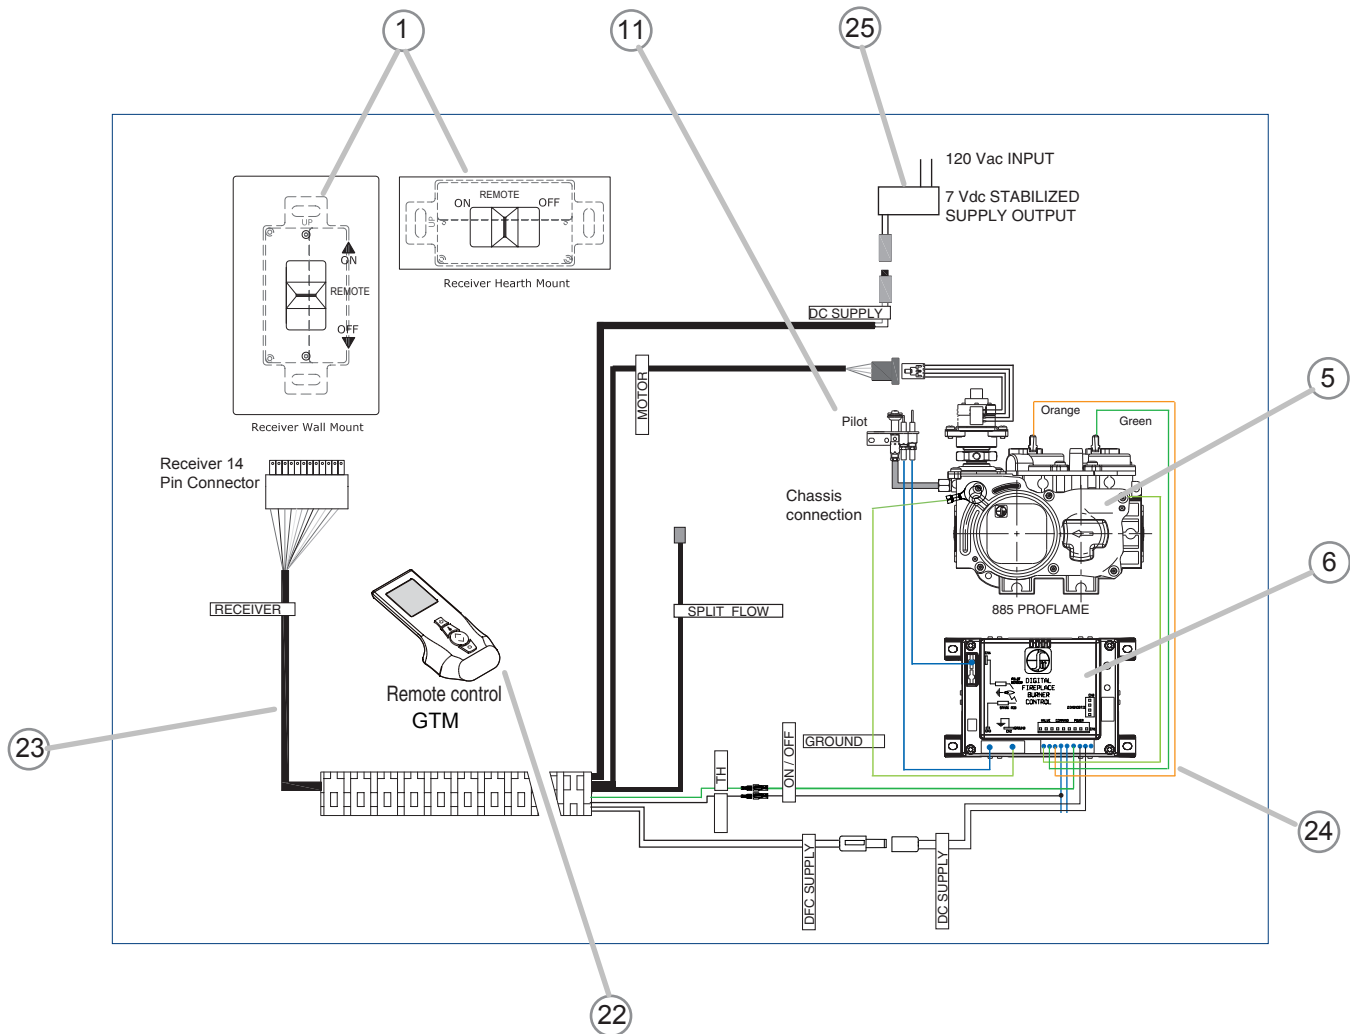 1
11
25
120 Vac INPUT
7 Vdc STABILIZED
SUPPLY OUTPUT
UP
ON
REMOTE
OFF
Receiver Wall Mount
REMOTE
ON
OFF
UP
Receiver Hearth Mount
DC SUPPLY
MOTOR
Pilot
Orange
Green
5
Receiver 14
Pin Connector
Chassis
connection
885 PROFLAME
6
RECEIVER
SPLIT FLOW
Remote control
GTM
DIGITAL
FIREPLACE
BURNER
CONTROL
VALVE
COMMAND
POWER
23
TH
ON / OFF
GROUND
24
DFC SUPPLY
DC SUPPLY
22